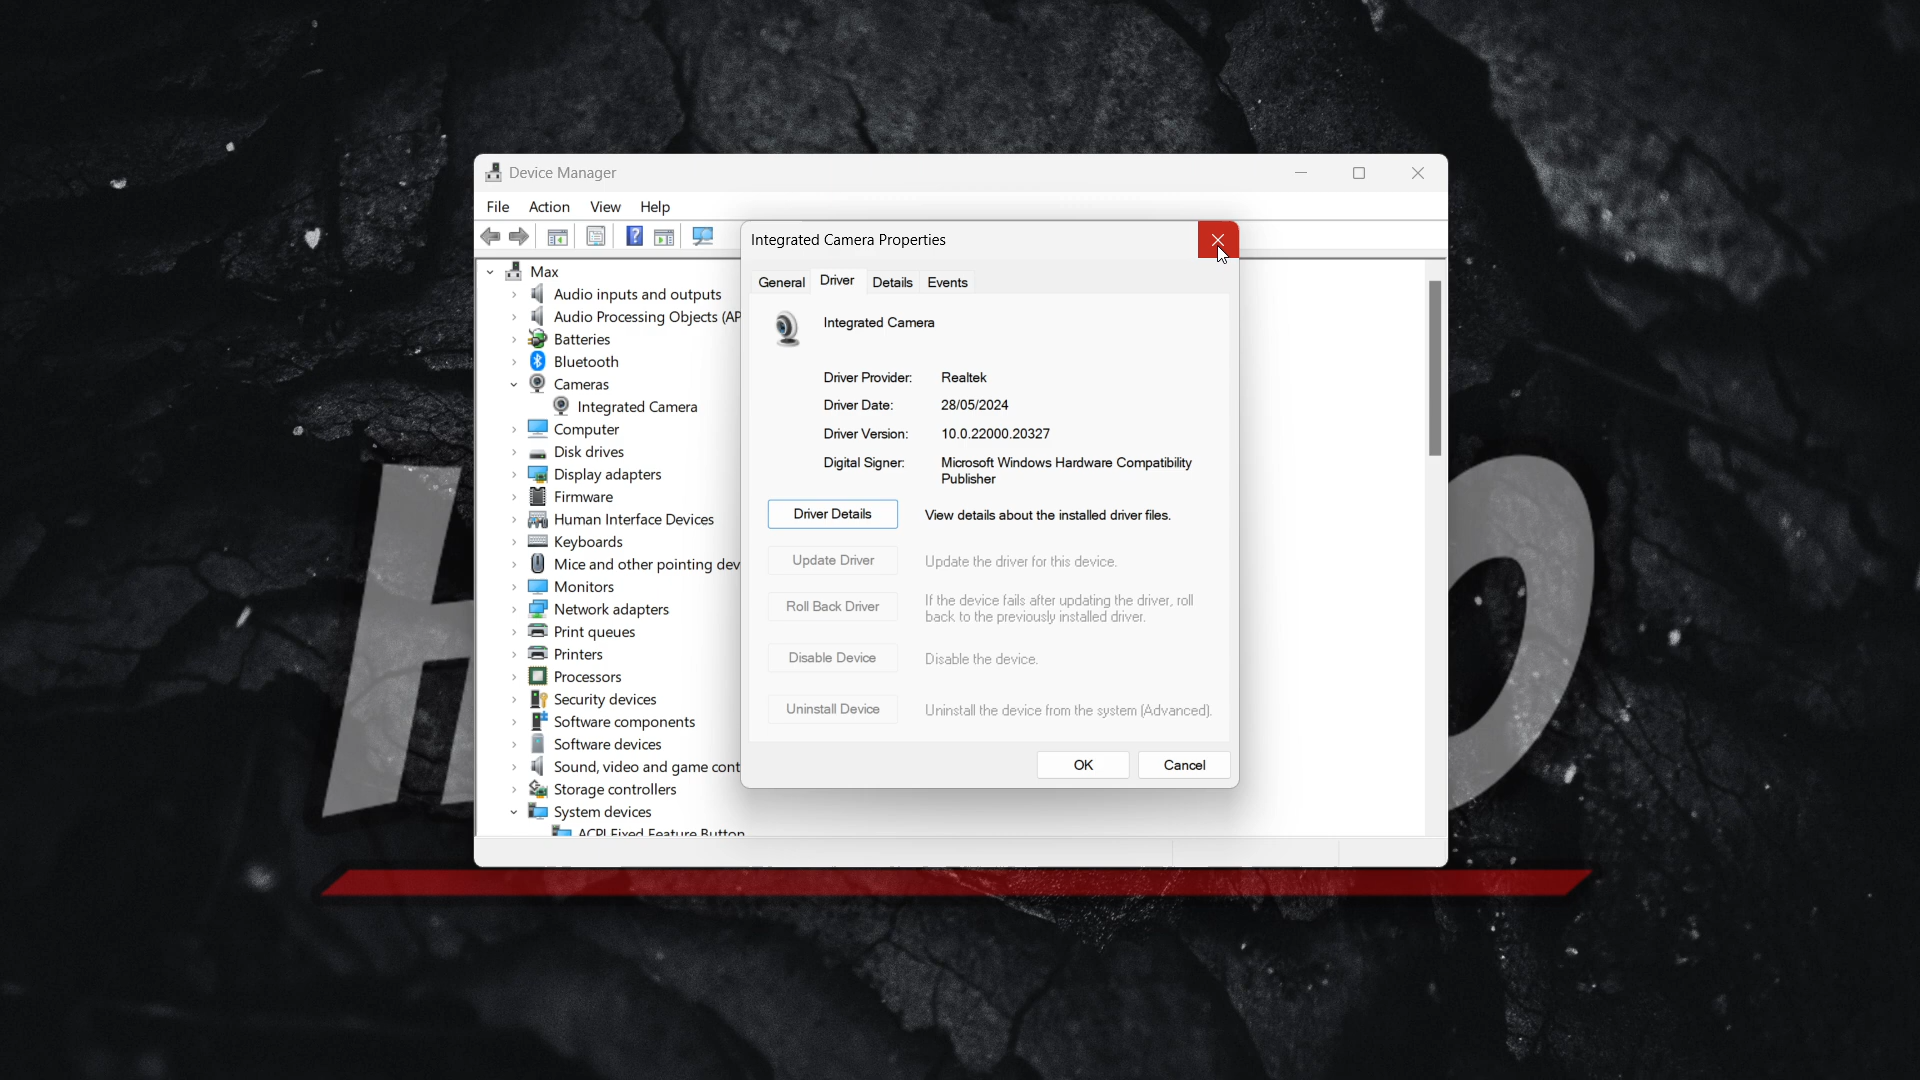 Device Manager
File Action View Help
Integrated Camera Properties
General Driver Details Events
Max
Audio inputs and outputs
Audio Processing Objects (AP
Batteries
Bluetooth
Cameras
Integrated Camera
Computer
Disk drives
Display adapters
Firmware
Human Interface Devices
Keyboards
Mice and other pointing dev
Monitors
Network adapters
Print queues
Printers
Processors
Security devices
Software components
Software devices
Sound, video and game cont
Storage controllers
System devices
ACPI Fixed Feature Button
Integrated Camera
Driver Provider: Realtek
Driver Date: 28/05/2024
Driver Version: 10.0.22000.20327
Digital Signer: Microsoft Windows Hardware Compatibility
Publisher
Driver Details View details about the installed driver files.
Update Driver Update the driver for this device.
Roll Back Driver If the device fails after updating the driver, roll
back to the previously installed driver.
Disable Device Disable the device.
Uninstall Device Uninstall the device from the system (Advanced).
OK Cancel